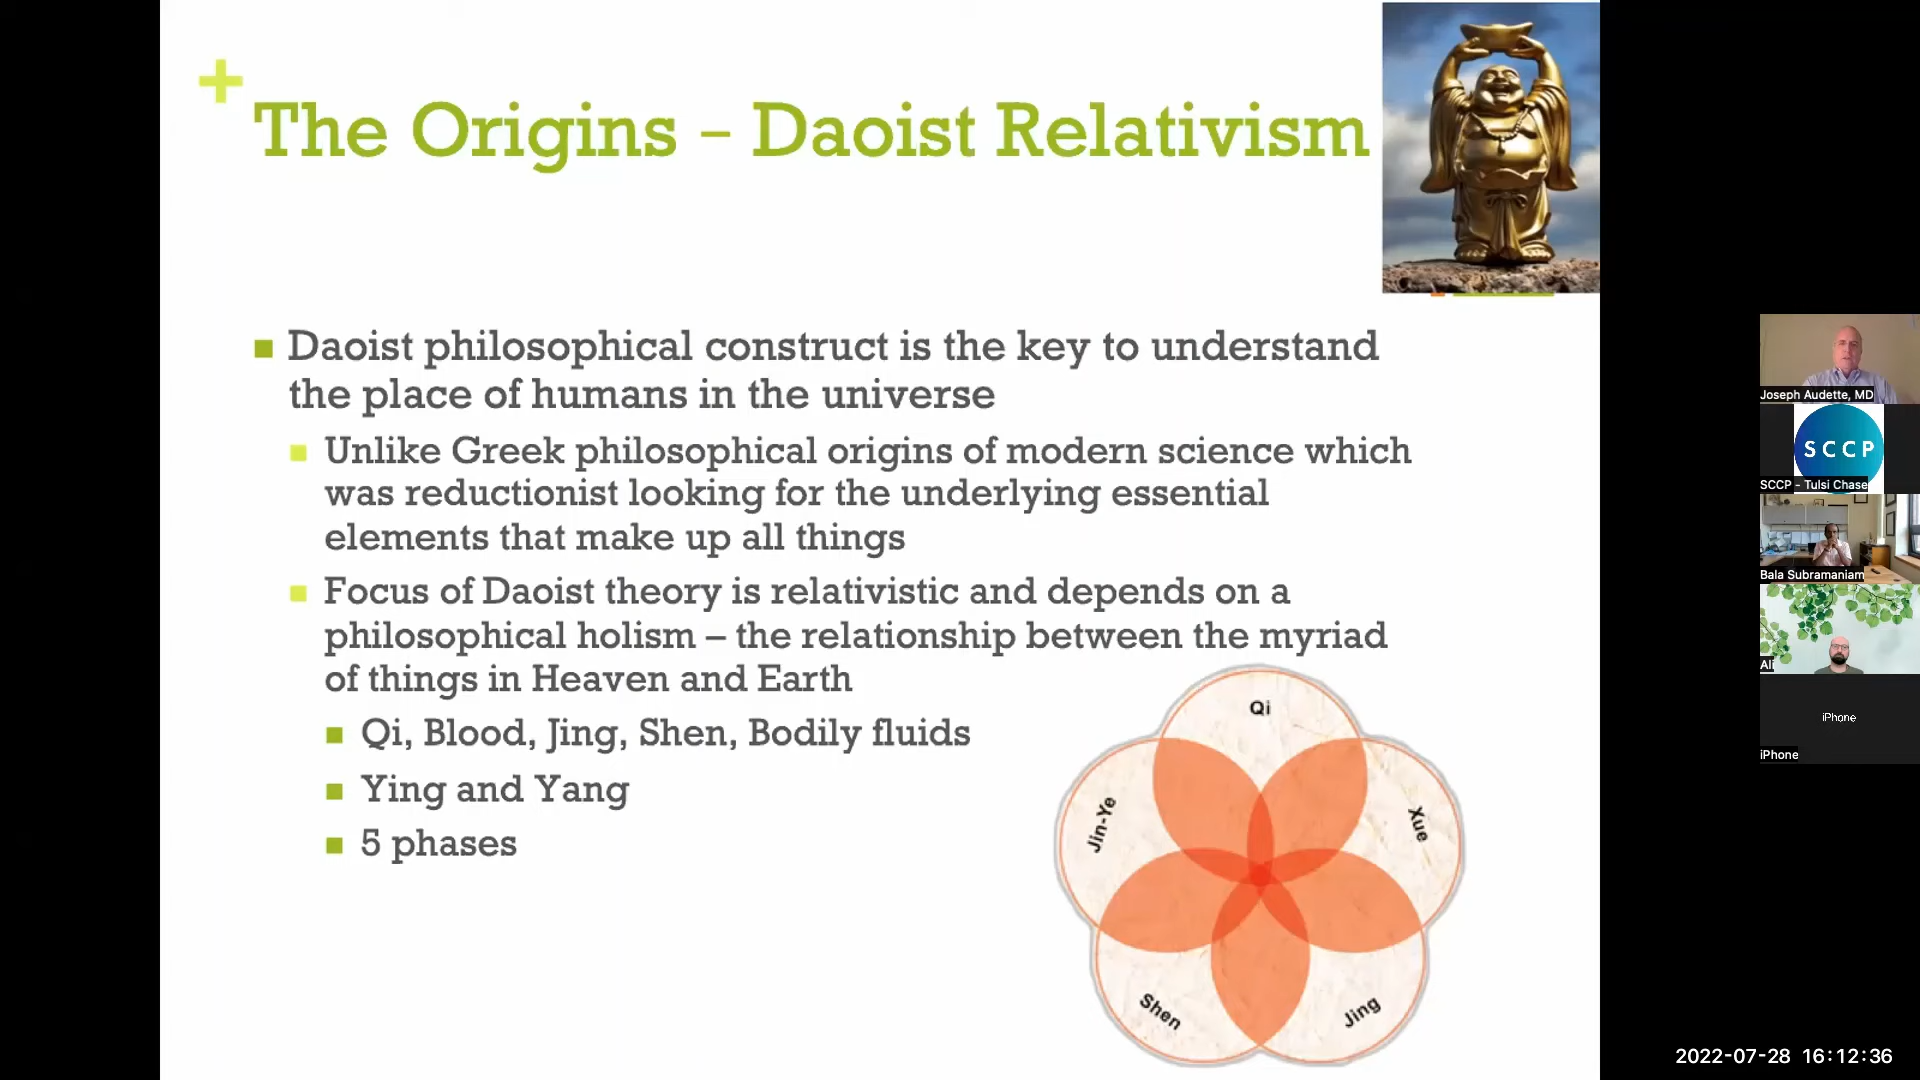 +
The Origins – Daoist Relativism
Daoist philosophical construct is the key to understand
the place of humans in the universe
Unlike Greek philosophical origins of modern science which
was reductionist looking for the underlying essential
elements that make up all things
Focus of Daoist theory is relativistic and depends on a
philosophical holism – the relationship between the myriad
of things in Heaven and Earth
Qi, Blood, Jing, Shen, Bodily fluids
Ying and Yang
5 phases
Qi
Jin-Ye
Xue
Shen
Jing
Joseph Audette, MD
SCCP
SCCP - Tulsi Chase
Bala Subramaniam
Ali
iPhone
iPhone
2022-07-28 16:12:36